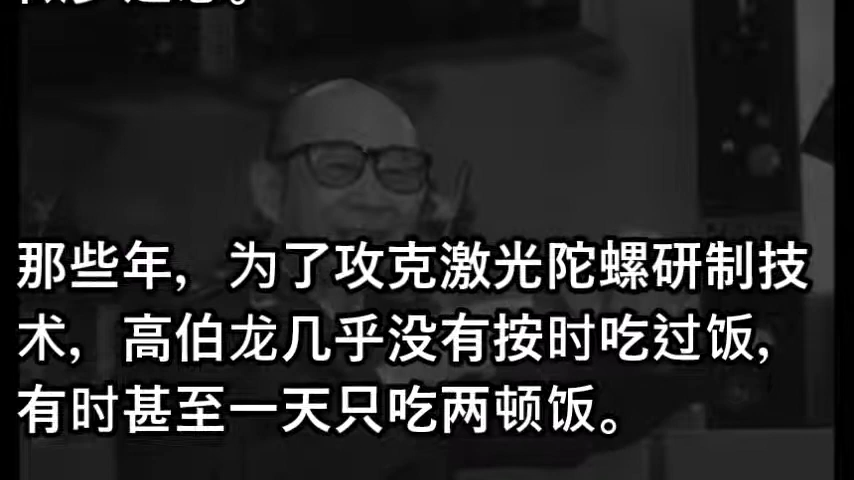 那些年，为了攻克激光陀螺研制技
术，高伯龙几乎没有按时吃过饭，
有时甚至一天只吃两顿饭。